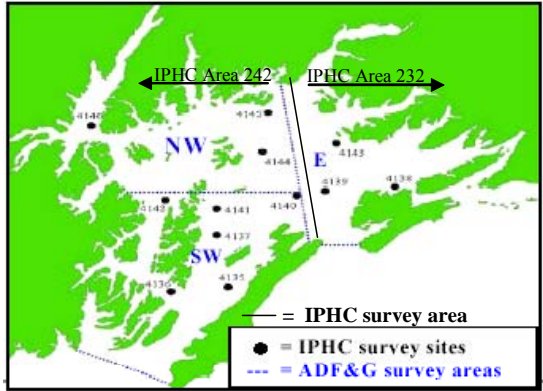 IPHC Area 242
IPHC Area 232
4146
4142
NW
E
4143
4144
4138
4139
4140
4142
4141
4137
SW
4136
4135
= IPHC survey area
= IPHC survey sites
= ADF&G survey areas